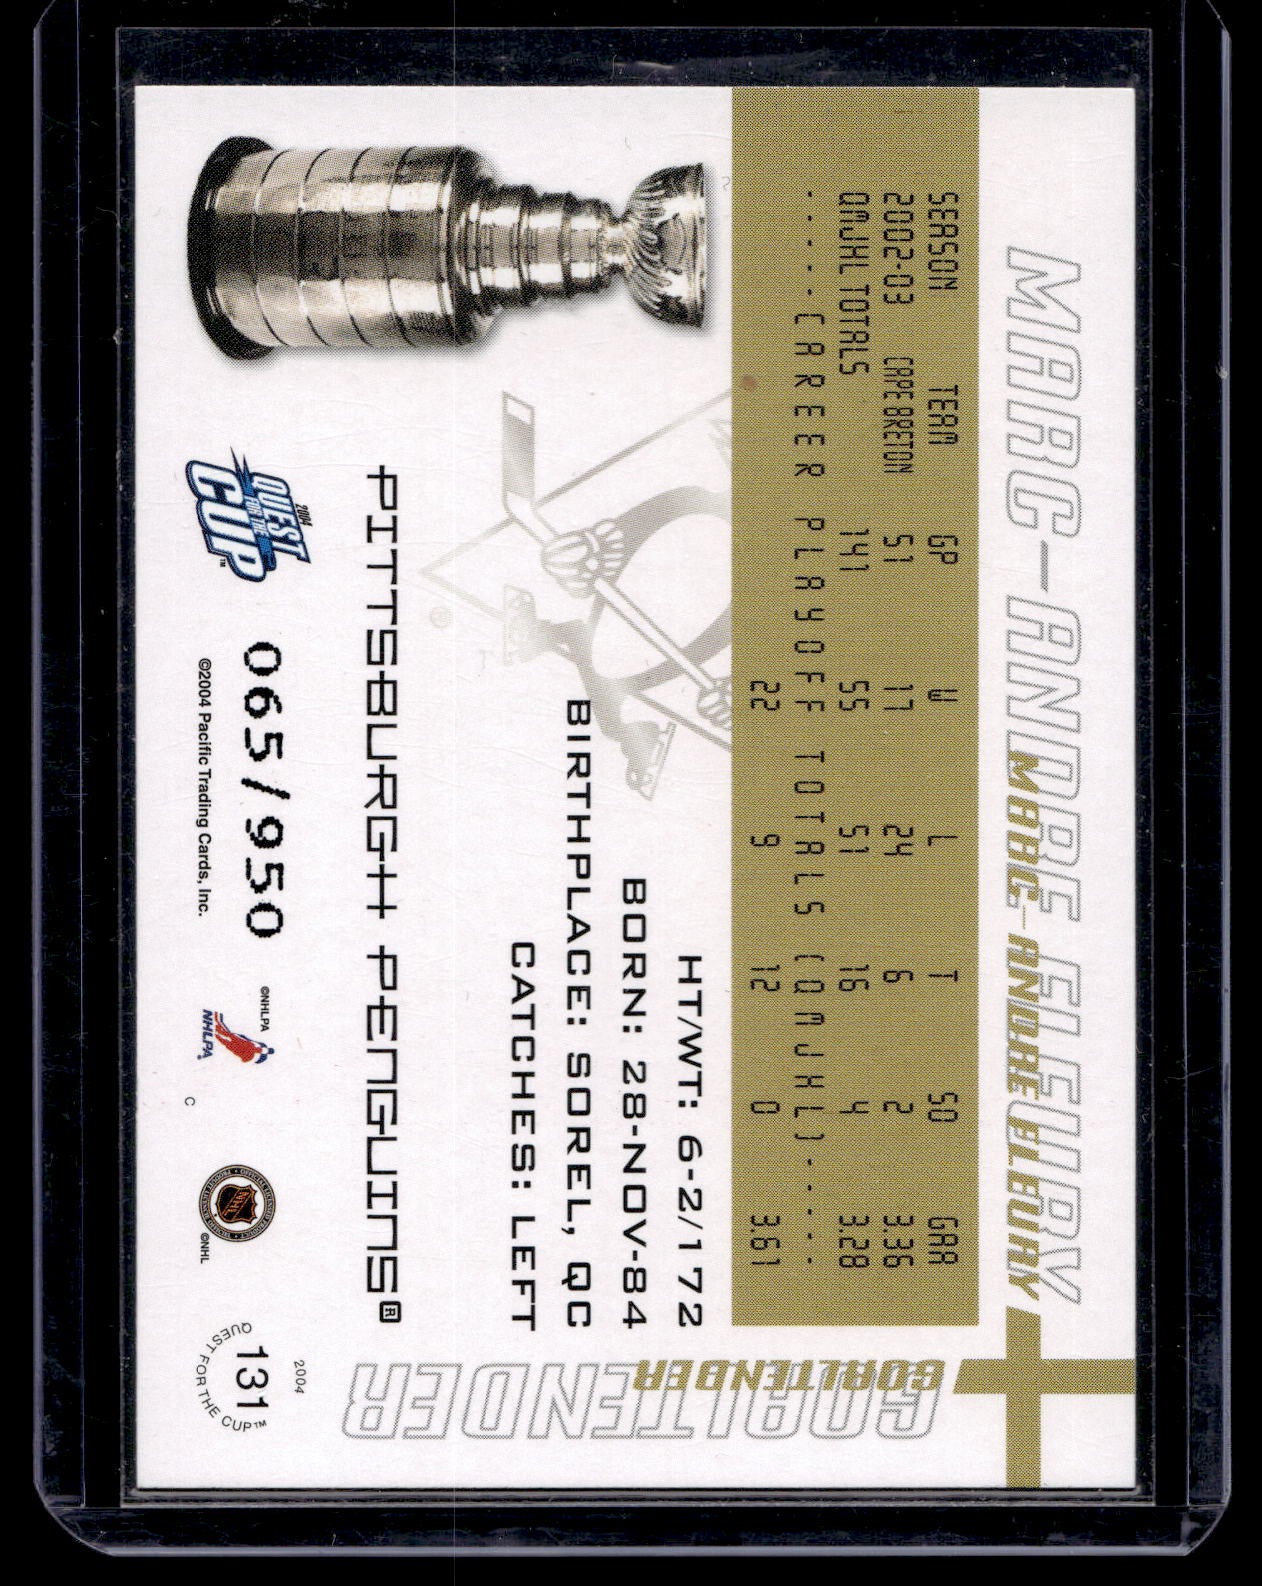 MARC-ANDRE FLEURY
MARC-ANDRE FLEURY
GOALTENDER
GOALTENDER
SEASON TEAM GP W L T SO GAA
2002-03 CAPE BRETON 51 17 24 6 2 3.36
QMJHL TOTALS 141 55 51 16 4 3.28
. . . . CAREER PLAYOFF TOTALS (QMJHL) . . . . .
22 9 12 0 3.61
HT/WT: 6-2/172
BORN: 28-NOV-84
BIRTHPLACE: SOREL, QC
CATCHES: LEFT
PITTSBURGH PENGUINS®
2004
QUEST
FOR THE
CUP™
065/950
©2004 Pacific Trading Cards, Inc.
©NHLPA
NHLPA
C
NHL
©NHL
2004
131
QUEST FOR THE CUP™